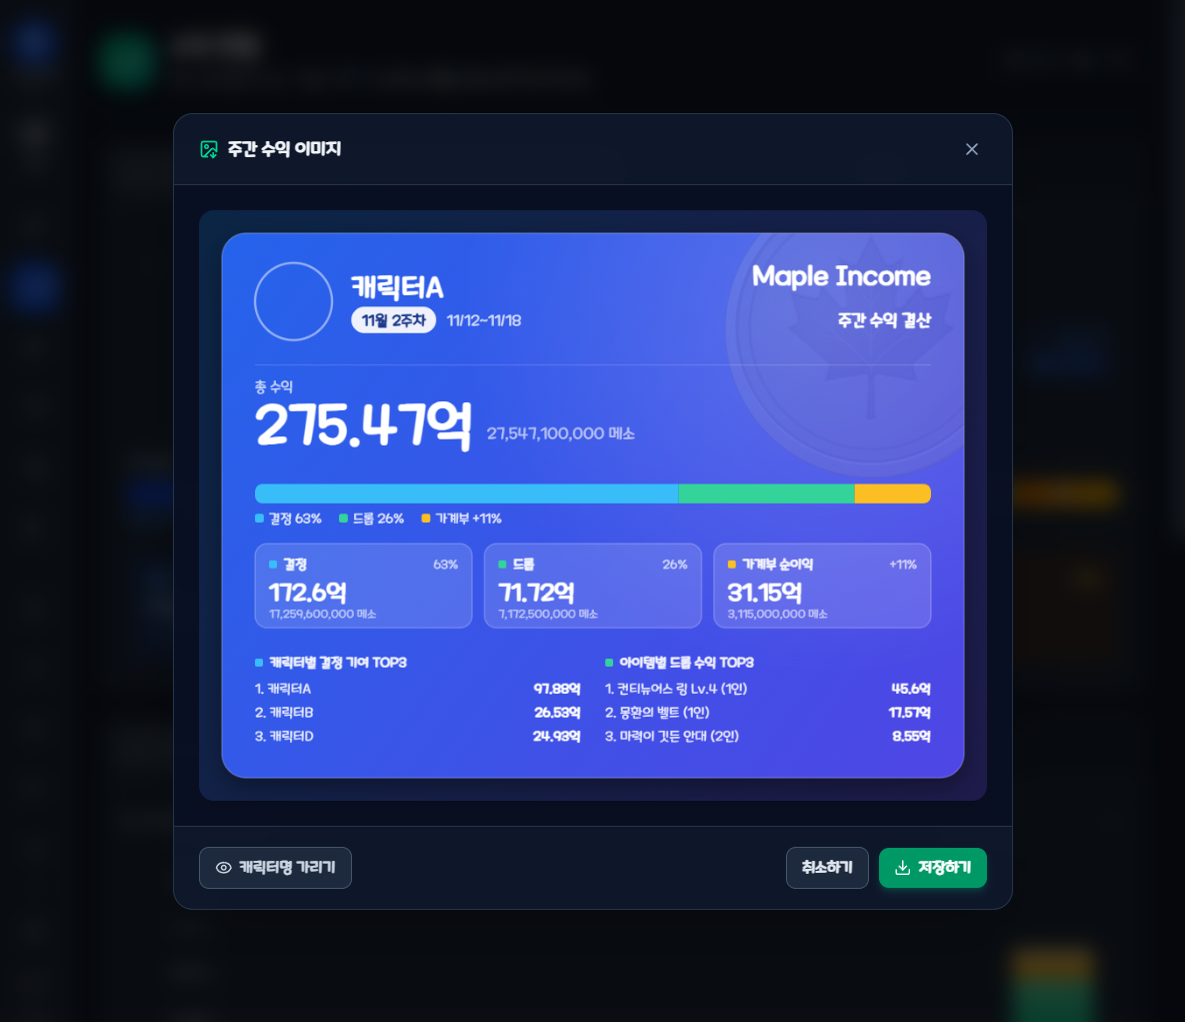 주간 수익 이미지
캐릭터A
11월 2주차 11/12~11/18
Maple Income
주간 수익 결산
총 수익
275.47억 27,547,100,000 메소
결정 63% 드롭 26% 가계부 +11%
결정 63%
172.6억
17,259,600,000 메소
드롭 26%
71.72억
7,172,500,000 메소
가계부 순이익 +11%
31.15억
3,115,000,000 메소
캐릭터별 결정 기여 TOP3
1. 캐릭터A 97.88억
2. 캐릭터B 26.53억
3. 캐릭터D 24.93억
아이템별 드롭 수익 TOP3
1. 컨티뉴어스 링 Lv.4 (1인) 45.6억
2. 몽환의 벨트 (1인) 17.57억
3. 마력이 깃든 안대 (2인) 8.55억
캐릭터명 가리기
취소하기
저장하기